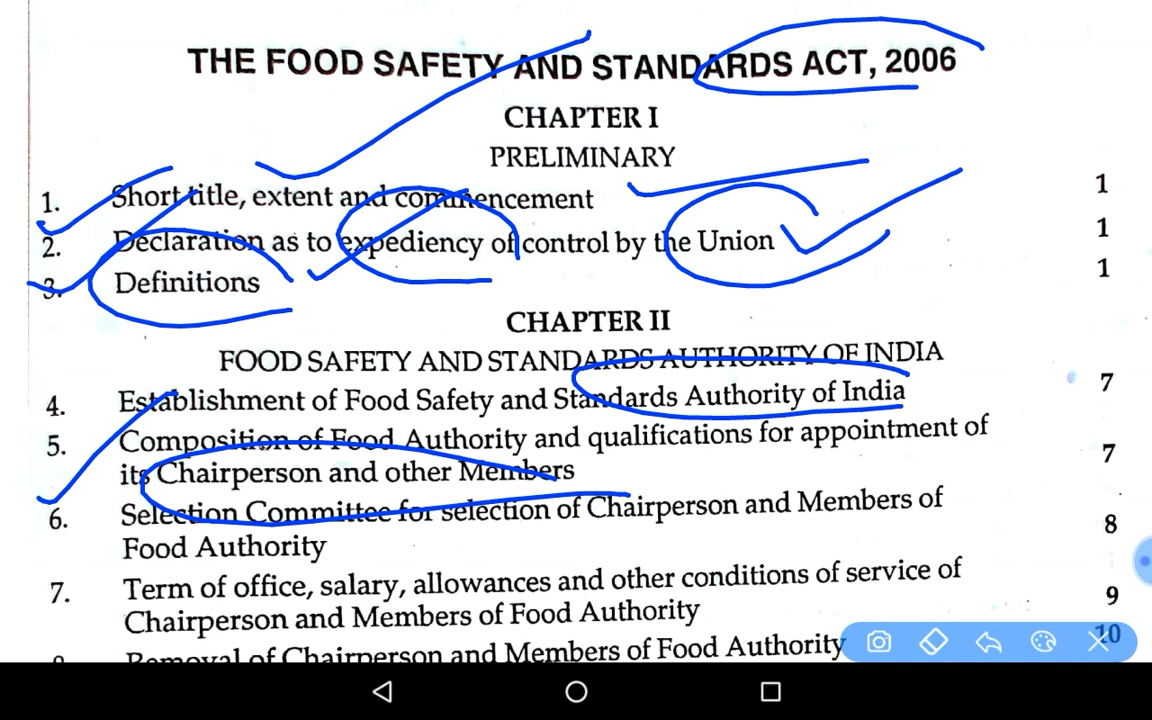 THE FOOD SAFETY AND STANDARDS ACT, 2006
CHAPTER I
PRELIMINARY
1. Short title, extent and commencement 1
2. Declaration as to expediency of control by the Union 1
3. Definitions 1
CHAPTER II
FOOD SAFETY AND STANDARDS AUTHORITY OF INDIA
4. Establishment of Food Safety and Standards Authority of India 7
5. Composition of Food Authority and qualifications for appointment of
its Chairperson and other Members 7
6. Selection Committee for selection of Chairperson and Members of
Food Authority 8
7. Term of office, salary, allowances and other conditions of service of
Chairperson and Members of Food Authority 9
Removal of Chairperson and Members of Food Authority 10